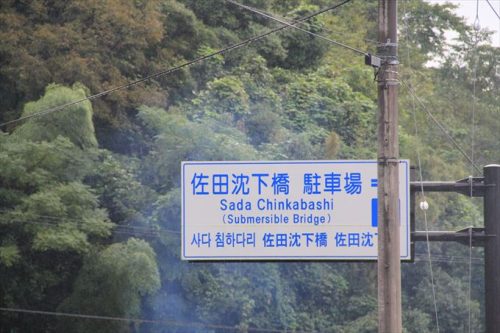 佐田沈下橋 駐車場
Sada Chinkabashi
(Submersible Bridge)
사다 침하다리 佐田沈下橋 佐田沈下